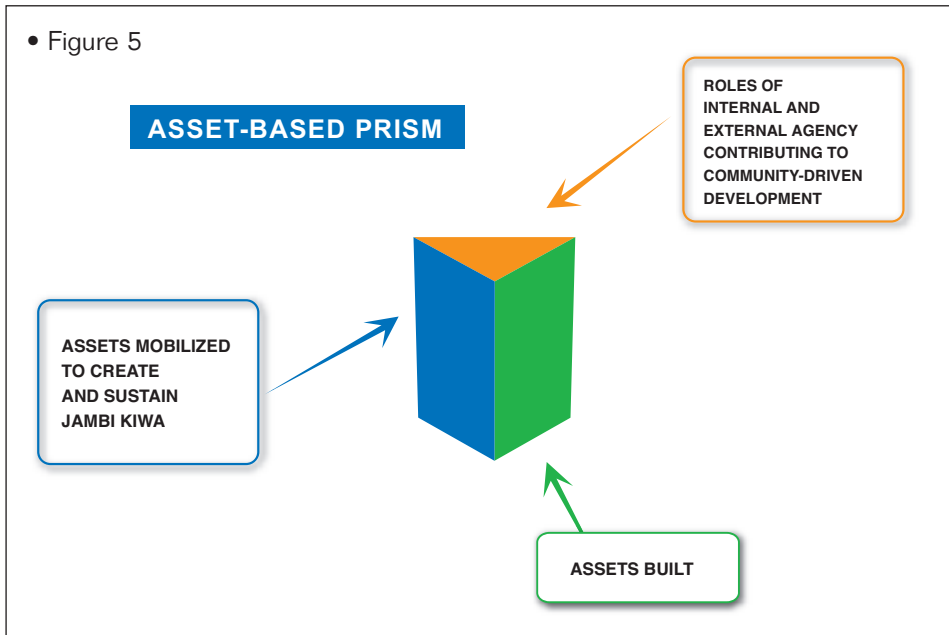 • Figure 5
ASSET-BASED PRISM
ROLES OF
INTERNAL AND
EXTERNAL AGENCY
CONTRIBUTING TO
COMMUNITY-DRIVEN
DEVELOPMENT
ASSETS MOBILIZED
TO CREATE
AND SUSTAIN
JAMBI KIWA
ASSETS BUILT